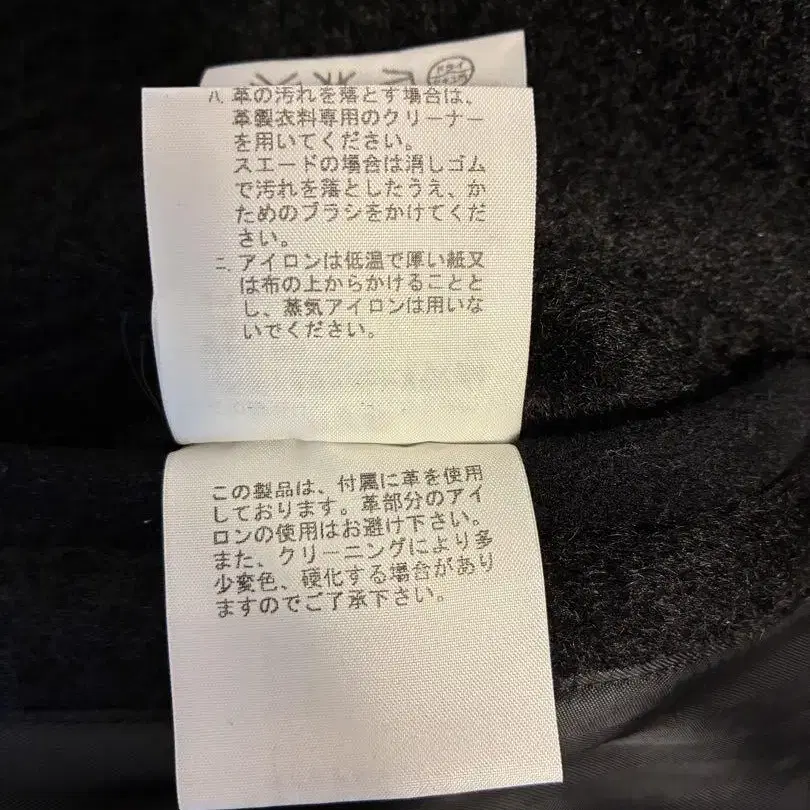 ハ. 革の汚れを落とす場合は、
革製衣料専用のクリーナー
を用いてください。
スエードの場合は消しゴム
で汚れを落としたうえ、か
ためのブラシをかけてくだ
さい。
ニ. アイロンは低温で厚い紙又
は布の上からかけることと
し、蒸気アイロンは用いな
いでください。
この製品は、付属に革を使用
しております。革部分のアイ
ロンの使用はお避け下さい。
また、クリーニングにより多
少変色、硬化する場合があり
ますのでご了承下さい。